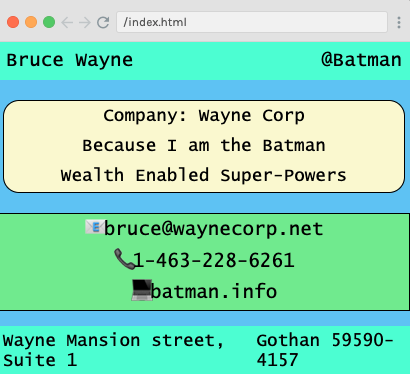 /index.html
Bruce Wayne @Batman
Company: Wayne Corp
Because I am the Batman
Wealth Enabled Super-Powers
bruce@waynecorp.net
1-463-228-6261
batman.info
Wayne Mansion street,
Suite 1
Gothan 59590-
4157